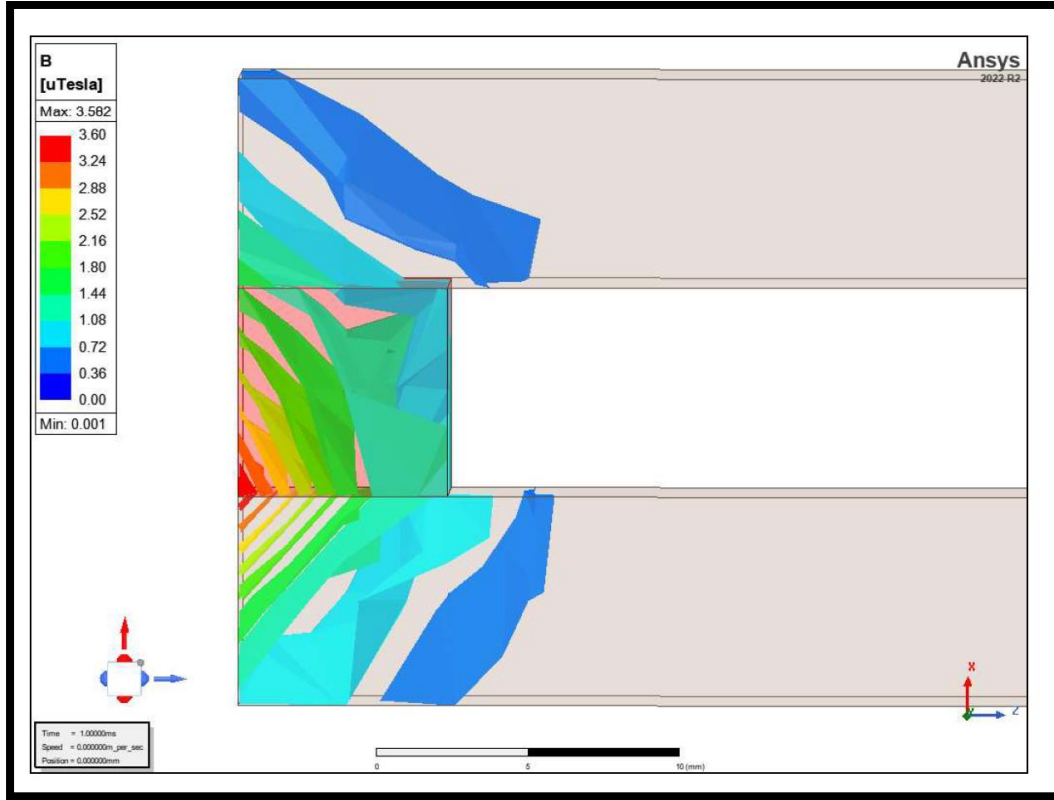 B
[uTesla]
Max: 3.582
3.60
3.24
2.88
2.52
2.16
1.80
1.44
1.08
0.72
0.36
0.00
Min: 0.001
Ansys
2022 R2
X
Z
Time = 1.00000ms
Speed = 0.000000m_per_sec
Position = 0.000000mm
0 5 10 (mm)